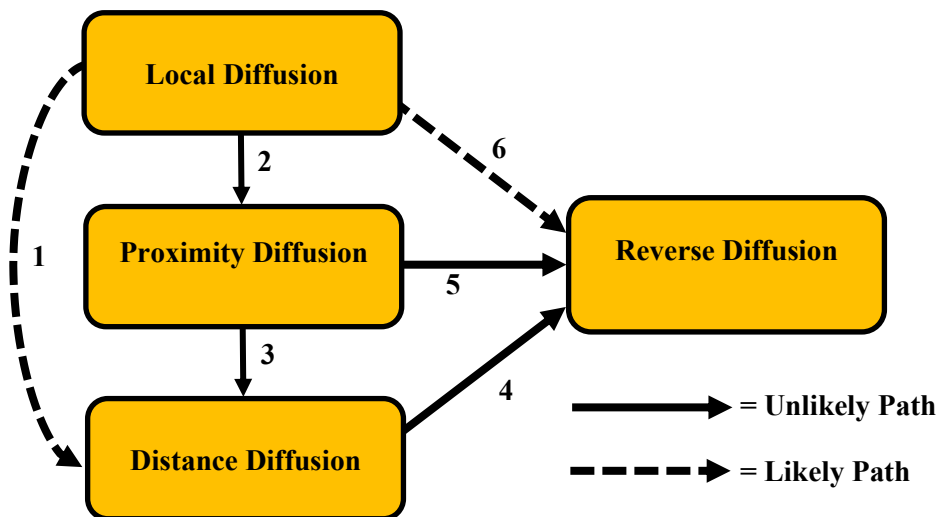 Local Diffusion
2
6
Proximity Diffusion
Reverse Diffusion
1
5
3
4
= Unlikely Path
Distance Diffusion
= Likely Path